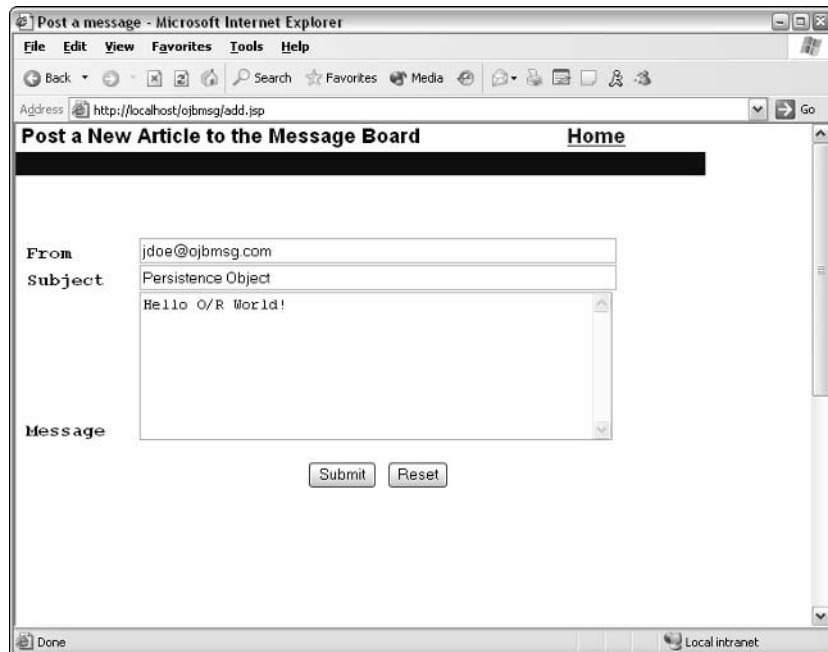 Post a message - Microsoft Internet Explorer
File Edit View Favorites Tools Help
Back Search Favorites Media
Address http://localhost/ojbmsg/add.jsp Go
Post a New Article to the Message Board Home
From jdoe@ojbmsg.com
Subject Persistence Object
Hello O/R World!
Message
Submit Reset
Done Local intranet